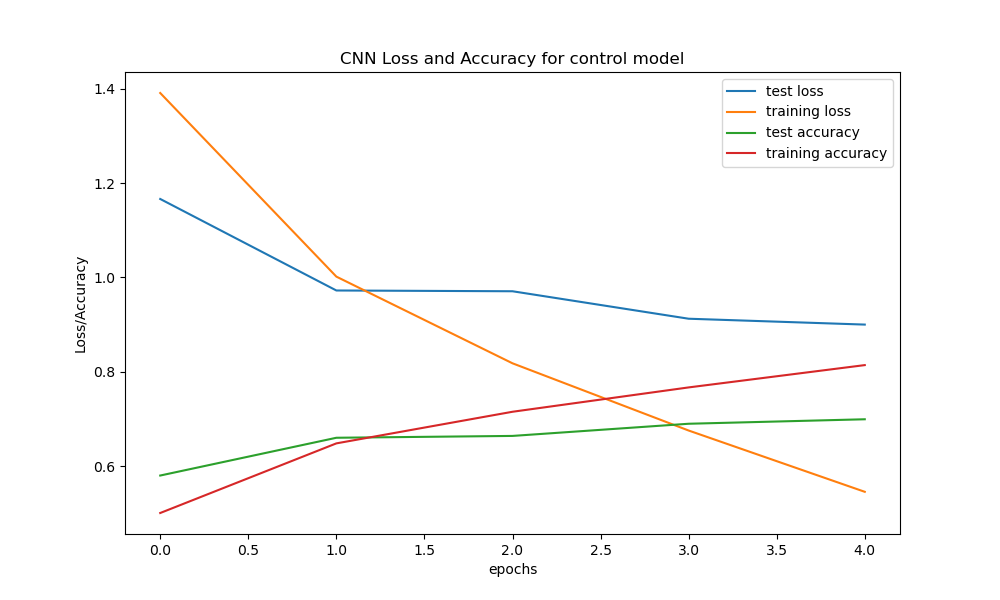 CNN Loss and Accuracy for control model
test loss
training loss
test accuracy
training accuracy
Loss/Accuracy
1.4
1.2
1.0
0.8
0.6
0.0 0.5 1.0 1.5 2.0 2.5 3.0 3.5 4.0
epochs